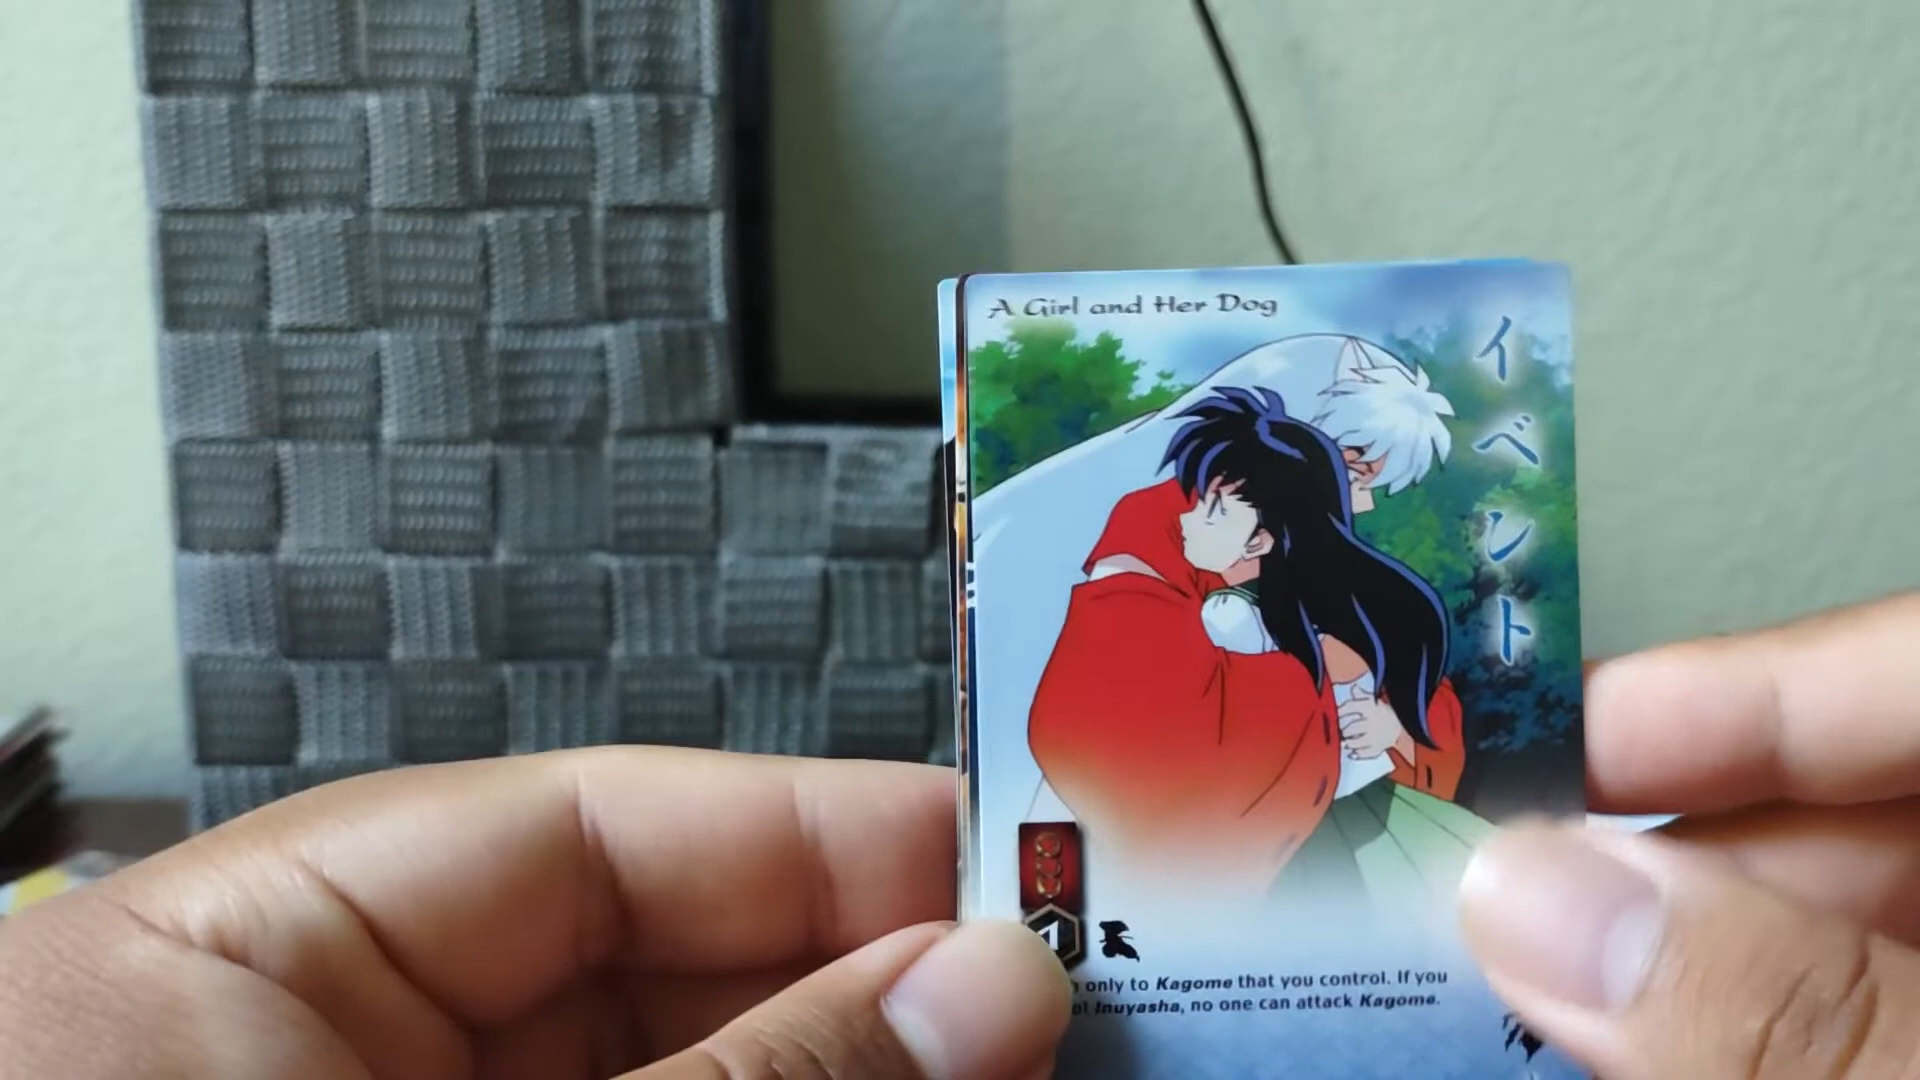 A Girl and Her Dog
イベント
1
only to Kagome that you control. If you
Inuyasha, no one can attack Kagome.